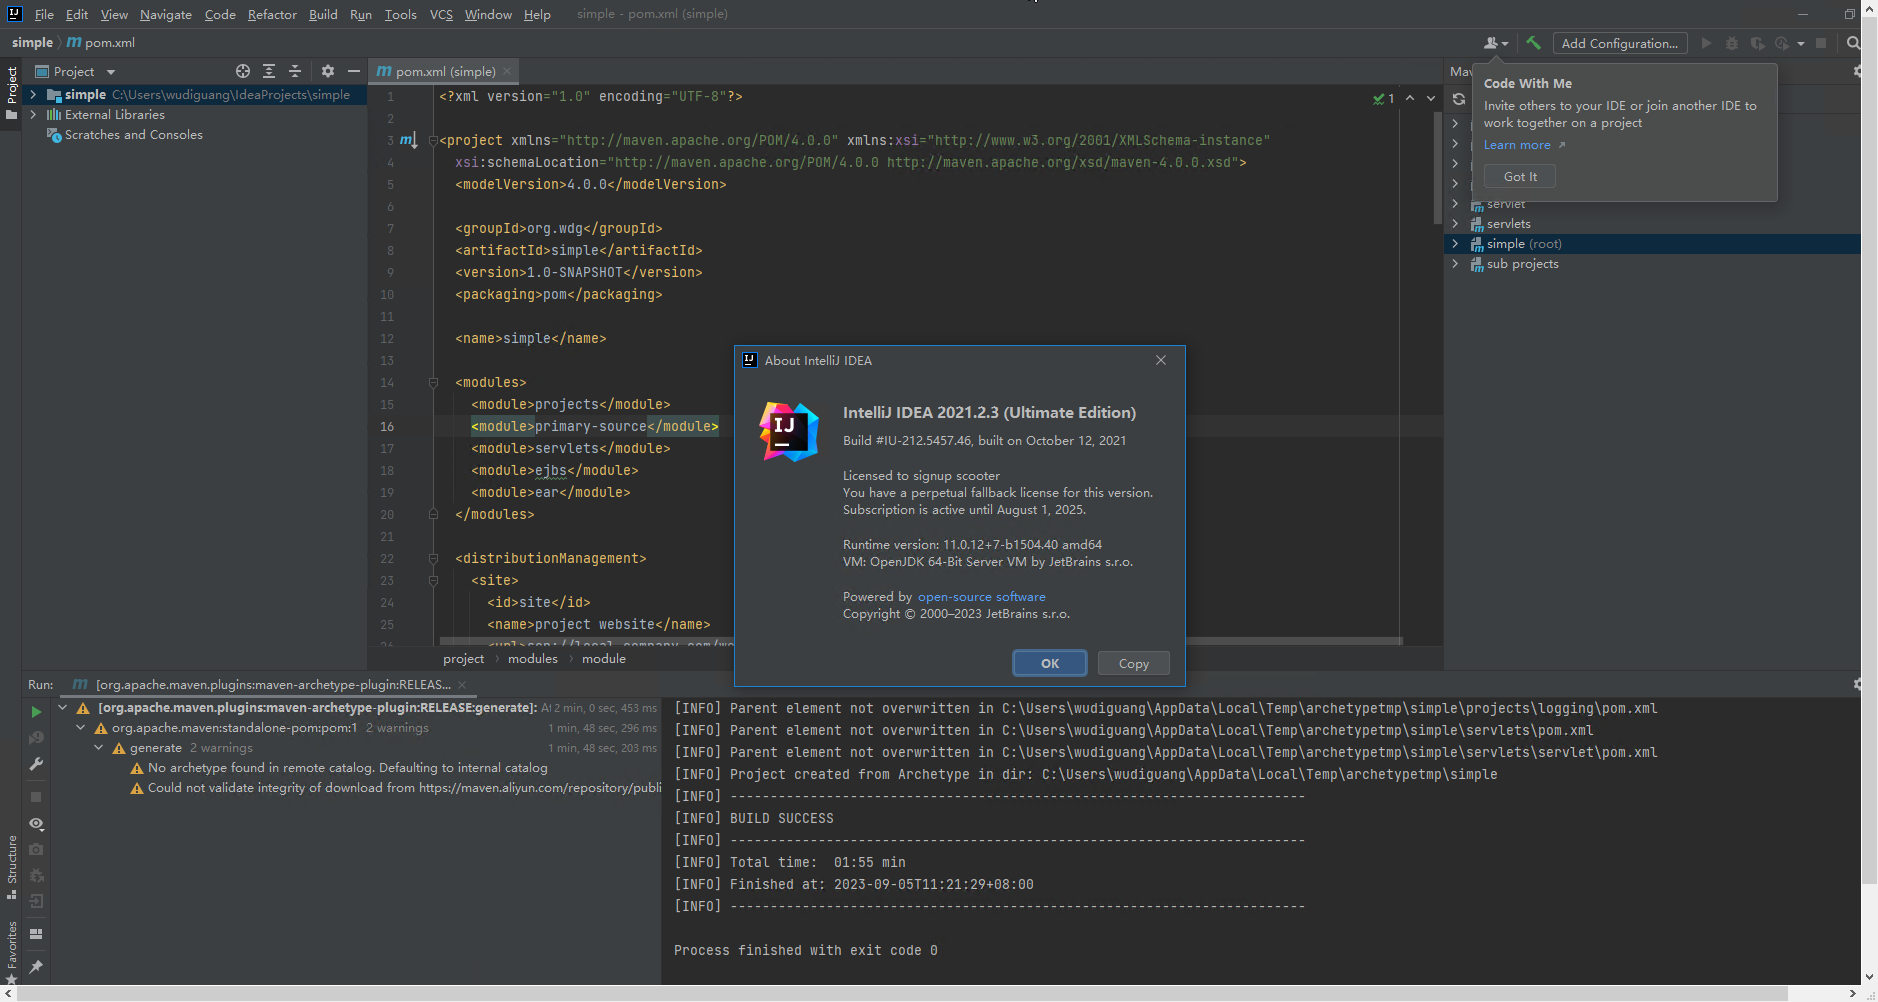 File Edit View Navigate Code Refactor Build Run Tools VCS Window Help simple - pom.xml (simple)
simple pom.xml
Add Configuration...
Project
Project
simple C:\Users\wudiguang\IdeaProjects\simple
External Libraries
Scratches and Consoles
pom.xml (simple)
1 <?xml version="1.0" encoding="UTF-8"?>
2
3 <project xmlns="http://maven.apache.org/POM/4.0.0" xmlns:xsi="http://www.w3.org/2001/XMLSchema-instance"
4 xsi:schemaLocation="http://maven.apache.org/POM/4.0.0 http://maven.apache.org/xsd/maven-4.0.0.xsd">
5 <modelVersion>4.0.0</modelVersion>
6
7 <groupId>org.wdg</groupId>
8 <artifactId>simple</artifactId>
9 <version>1.0-SNAPSHOT</version>
10 <packaging>pom</packaging>
11
12 <name>simple</name>
13
14 <modules>
15 <module>projects</module>
16 <module>primary-source</module>
17 <module>servlets</module>
18 <module>ejbs</module>
19 <module>ear</module>
20 </modules>
21
22 <distributionManagement>
23 <site>
24 <id>site</id>
25 <name>project website</name>
1
project modules module
Code With Me
Invite others to your IDE or join another IDE to
work together on a project
Learn more
Got It
servlet
servlets
simple (root)
sub projects
About IntelliJ IDEA
IJ
IntelliJ IDEA 2021.2.3 (Ultimate Edition)
Build #IU-212.5457.46, built on October 12, 2021
Licensed to signup scooter
You have a perpetual fallback license for this version.
Subscription is active until August 1, 2025.
Runtime version: 11.0.12+7-b1504.40 amd64
VM: OpenJDK 64-Bit Server VM by JetBrains s.r.o.
Powered by open-source software
Copyright © 2000–2023 JetBrains s.r.o.
OK Copy
Run: [org.apache.maven.plugins:maven-archetype-plugin:RELEAS...
[org.apache.maven.plugins:maven-archetype-plugin:RELEASE:generate]: At 2 min, 0 sec, 453 ms
org.apache.maven:standalone-pom:pom:1 2 warnings 1 min, 48 sec, 296 ms
generate 2 warnings 1 min, 48 sec, 203 ms
No archetype found in remote catalog. Defaulting to internal catalog
Could not validate integrity of download from https://maven.aliyun.com/repository/publi
[INFO] Parent element not overwritten in C:\Users\wudiguang\AppData\Local\Temp\archetypetmp\simple\projects\logging\pom.xml
[INFO] Parent element not overwritten in C:\Users\wudiguang\AppData\Local\Temp\archetypetmp\simple\servlets\pom.xml
[INFO] Parent element not overwritten in C:\Users\wudiguang\AppData\Local\Temp\archetypetmp\simple\servlets\servlet\pom.xml
[INFO] Project created from Archetype in dir: C:\Users\wudiguang\AppData\Local\Temp\archetypetmp\simple
[INFO] ------------------------------------------------------------------------
[INFO] BUILD SUCCESS
[INFO] ------------------------------------------------------------------------
[INFO] Total time:  01:55 min
[INFO] Finished at: 2023-09-05T11:21:29+08:00
[INFO] ------------------------------------------------------------------------
Process finished with exit code 0
Structure
Favorites